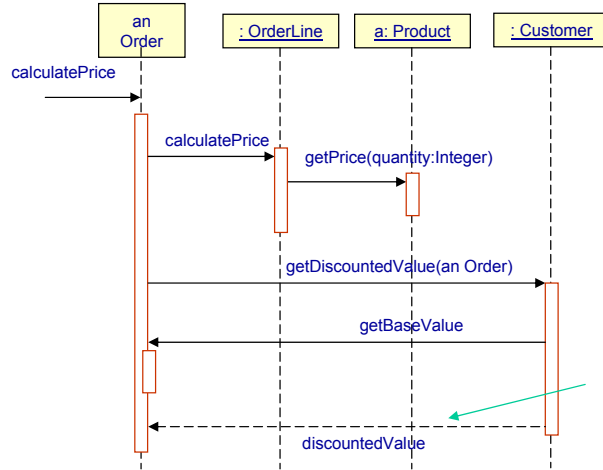 an
Order
: OrderLine
a: Product
: Customer
calculatePrice
calculatePrice
getPrice(quantity:Integer)
getDiscountedValue(an Order)
getBaseValue
discountedValue